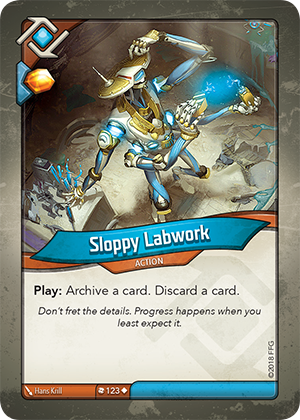 Sloppy Labwork
ACTION
Play: Archive a card. Discard a card.
Don't fret the details. Progress happens when you
least expect it.
©2018 FFG
Hans Krill
123